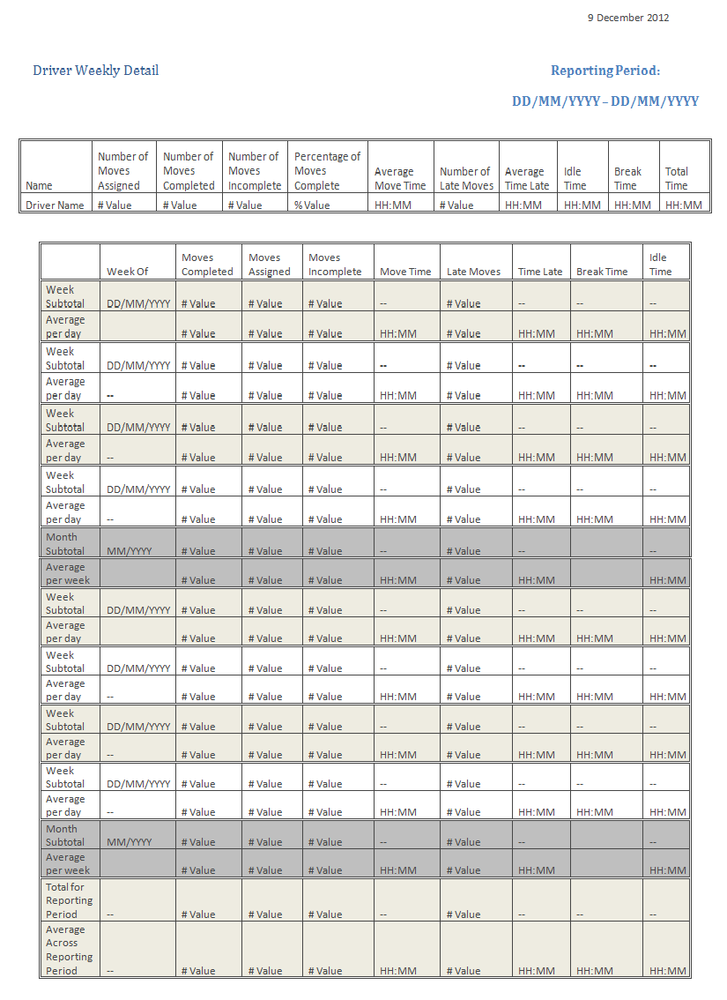 9 December 2012
Driver Weekly Detail
Reporting Period:
DD/MM/YYYY – DD/MM/YYYY
Name Number of Moves Assigned Number of Moves Completed Number of Moves Incomplete Percentage of Moves Complete Average Move Time Number of Late Moves Average Time Late Idle Time Break Time Total Time
Driver Name # Value # Value # Value % Value HH:MM # Value HH:MM HH:MM HH:MM HH:MM
Week Of Moves Completed Moves Assigned Moves Incomplete Move Time Late Moves Time Late Break Time Idle Time
Week Subtotal DD/MM/YYYY # Value # Value # Value -- # Value -- -- --
Average per day # Value # Value # Value HH:MM # Value HH:MM HH:MM HH:MM
Week Subtotal DD/MM/YYYY # Value # Value # Value -- # Value -- -- --
Average per day -- # Value # Value # Value HH:MM # Value HH:MM HH:MM HH:MM
Week Subtotal DD/MM/YYYY # Value # Value # Value -- # Value -- -- --
Average per day -- # Value # Value # Value HH:MM # Value HH:MM HH:MM HH:MM
Week Subtotal DD/MM/YYYY # Value # Value # Value -- # Value -- -- --
Average per day -- # Value # Value # Value HH:MM # Value HH:MM HH:MM HH:MM
Month Subtotal MM/YYYY # Value # Value # Value -- # Value -- --
Average per week # Value # Value # Value HH:MM # Value HH:MM HH:MM
Week Subtotal DD/MM/YYYY # Value # Value # Value -- # Value -- -- --
Average per day # Value # Value # Value HH:MM # Value HH:MM HH:MM HH:MM
Week Subtotal DD/MM/YYYY # Value # Value # Value -- # Value -- -- --
Average per day -- # Value # Value # Value HH:MM # Value HH:MM HH:MM HH:MM
Week Subtotal DD/MM/YYYY # Value # Value # Value -- # Value -- -- --
Average per day -- # Value # Value # Value HH:MM # Value HH:MM HH:MM HH:MM
Week Subtotal DD/MM/YYYY # Value # Value # Value -- # Value -- -- --
Average per day -- # Value # Value # Value HH:MM # Value HH:MM HH:MM HH:MM
Month Subtotal MM/YYYY # Value # Value # Value -- # Value -- --
Average per week # Value # Value # Value HH:MM # Value HH:MM HH:MM
Total for Reporting Period -- # Value # Value # Value -- # Value -- -- --
Average Across Reporting Period -- # Value # Value # Value HH:MM # Value HH:MM HH:MM HH:MM